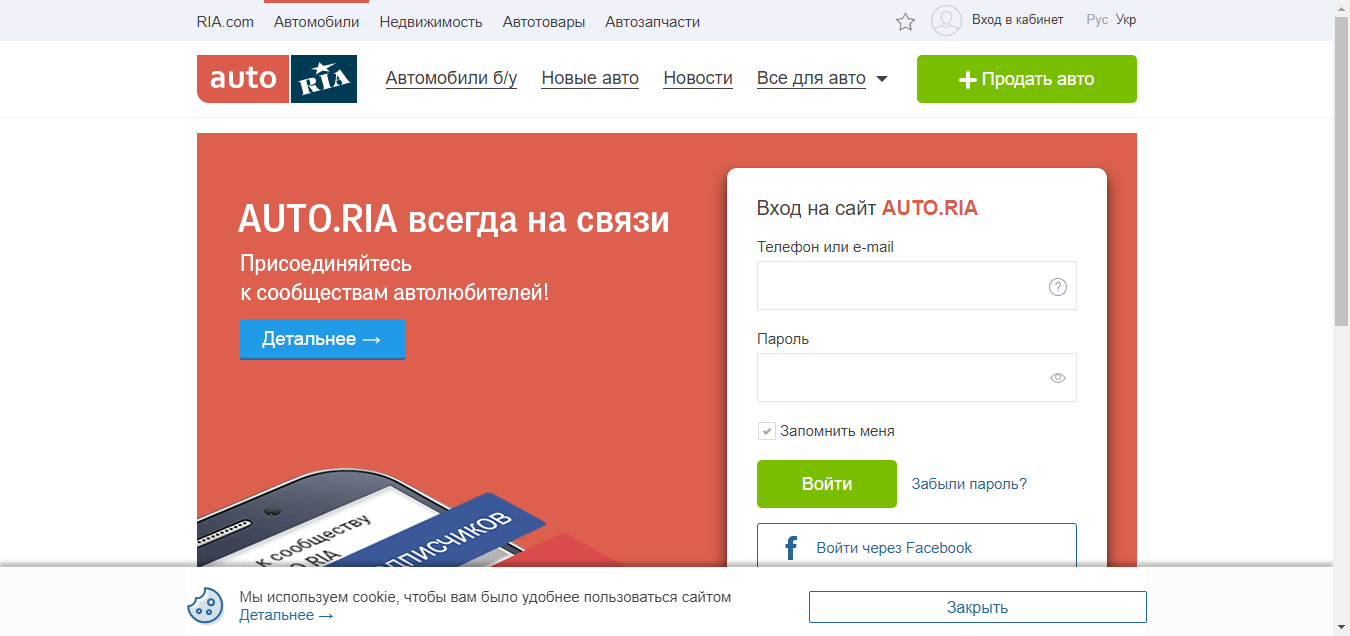 RIA.com Автомобили Недвижимость Автотовары Автозапчасти Вход в кабинет Рус Укр
auto RIA Автомобили б/у Новые авто Новости Все для авто Продать авто
AUTO.RIA всегда на связи
Присоединяйтесь
к сообществам автолюбителей!
Детальнее →
к сообществу
RIA
Вход на сайт AUTO.RIA
Телефон или e-mail
?
Пароль
Запомнить меня
Войти Забыли пароль?
f Войти через Facebook
Мы используем cookie, чтобы вам было удобнее пользоваться сайтом
Детальнее →
Закрыть